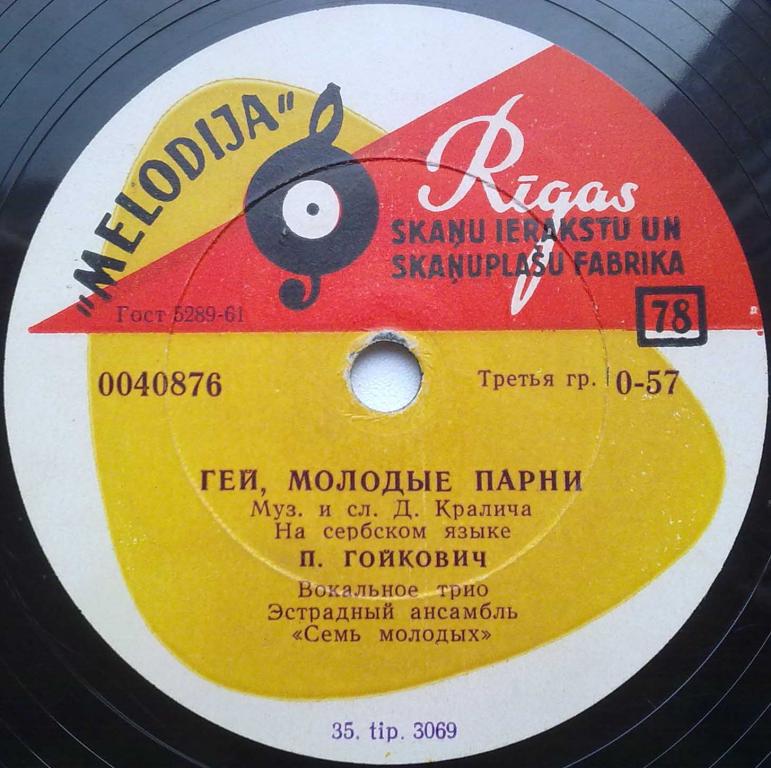 "MELODIJA"
Rīgas
SKAŅU IERAKSTU UN
SKAŅUPLAŠU FABRIKA
Гост 5289-61
78
0040876
Третья гр. 0-57
ГЕЙ, МОЛОДЫЕ ПАРНИ
Муз. и сл. Д. Кралича
На сербском языке
П. ГОЙКОВИЧ
Вокальное трио
Эстрадный ансамбль
«Семь молодых»
35. tip. 3069